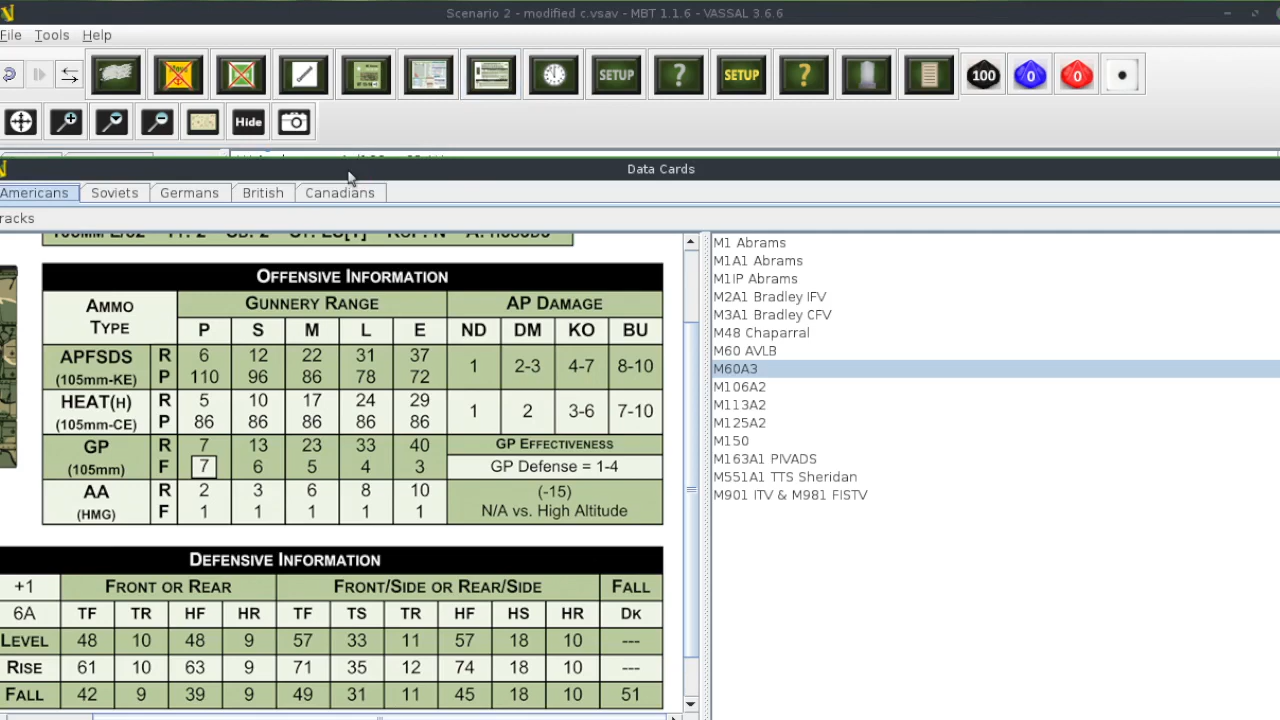 Scenario 2 - modified c.vsav - MBT 1.1.6 - VASSAL 3.6.6
File Tools Help
SETUP ? SETUP ? 100 0 0
Hide
Data Cards
Americans Soviets Germans British Canadians
racks
OFFENSIVE INFORMATION
AMMO TYPE GUNNERY RANGE AP DAMAGE
P S M L E ND DM KO BU
APFSDS R 6 12 22 31 37 1 2-3 4-7 8-10
(105mm-KE) P 110 96 86 78 72
HEAT(H) R 5 10 17 24 29 1 2 3-6 7-10
(105mm-CE) P 86 86 86 86 86
GP R 7 13 23 33 40 GP EFFECTIVENESS
(105mm) F 7 6 5 4 3 GP Defense = 1-4
AA R 2 3 6 8 10 (-15)
(HMG) F 1 1 1 1 1 N/A vs. High Altitude
DEFENSIVE INFORMATION
+1 FRONT OR REAR FRONT/SIDE OR REAR/SIDE FALL
6A TF TR HF HR TF TS TR HF HS HR DK
LEVEL 48 10 48 9 57 33 11 57 18 10 ---
RISE 61 10 63 9 71 35 12 74 18 10 ---
FALL 42 9 39 9 49 31 11 45 18 10 51
M1 Abrams
M1A1 Abrams
M1IP Abrams
M2A1 Bradley IFV
M3A1 Bradley CFV
M48 Chaparral
M60 AVLB
M60A3
M106A2
M113A2
M125A2
M150
M163A1 PIVADS
M551A1 TTS Sheridan
M901 ITV & M981 FISTV